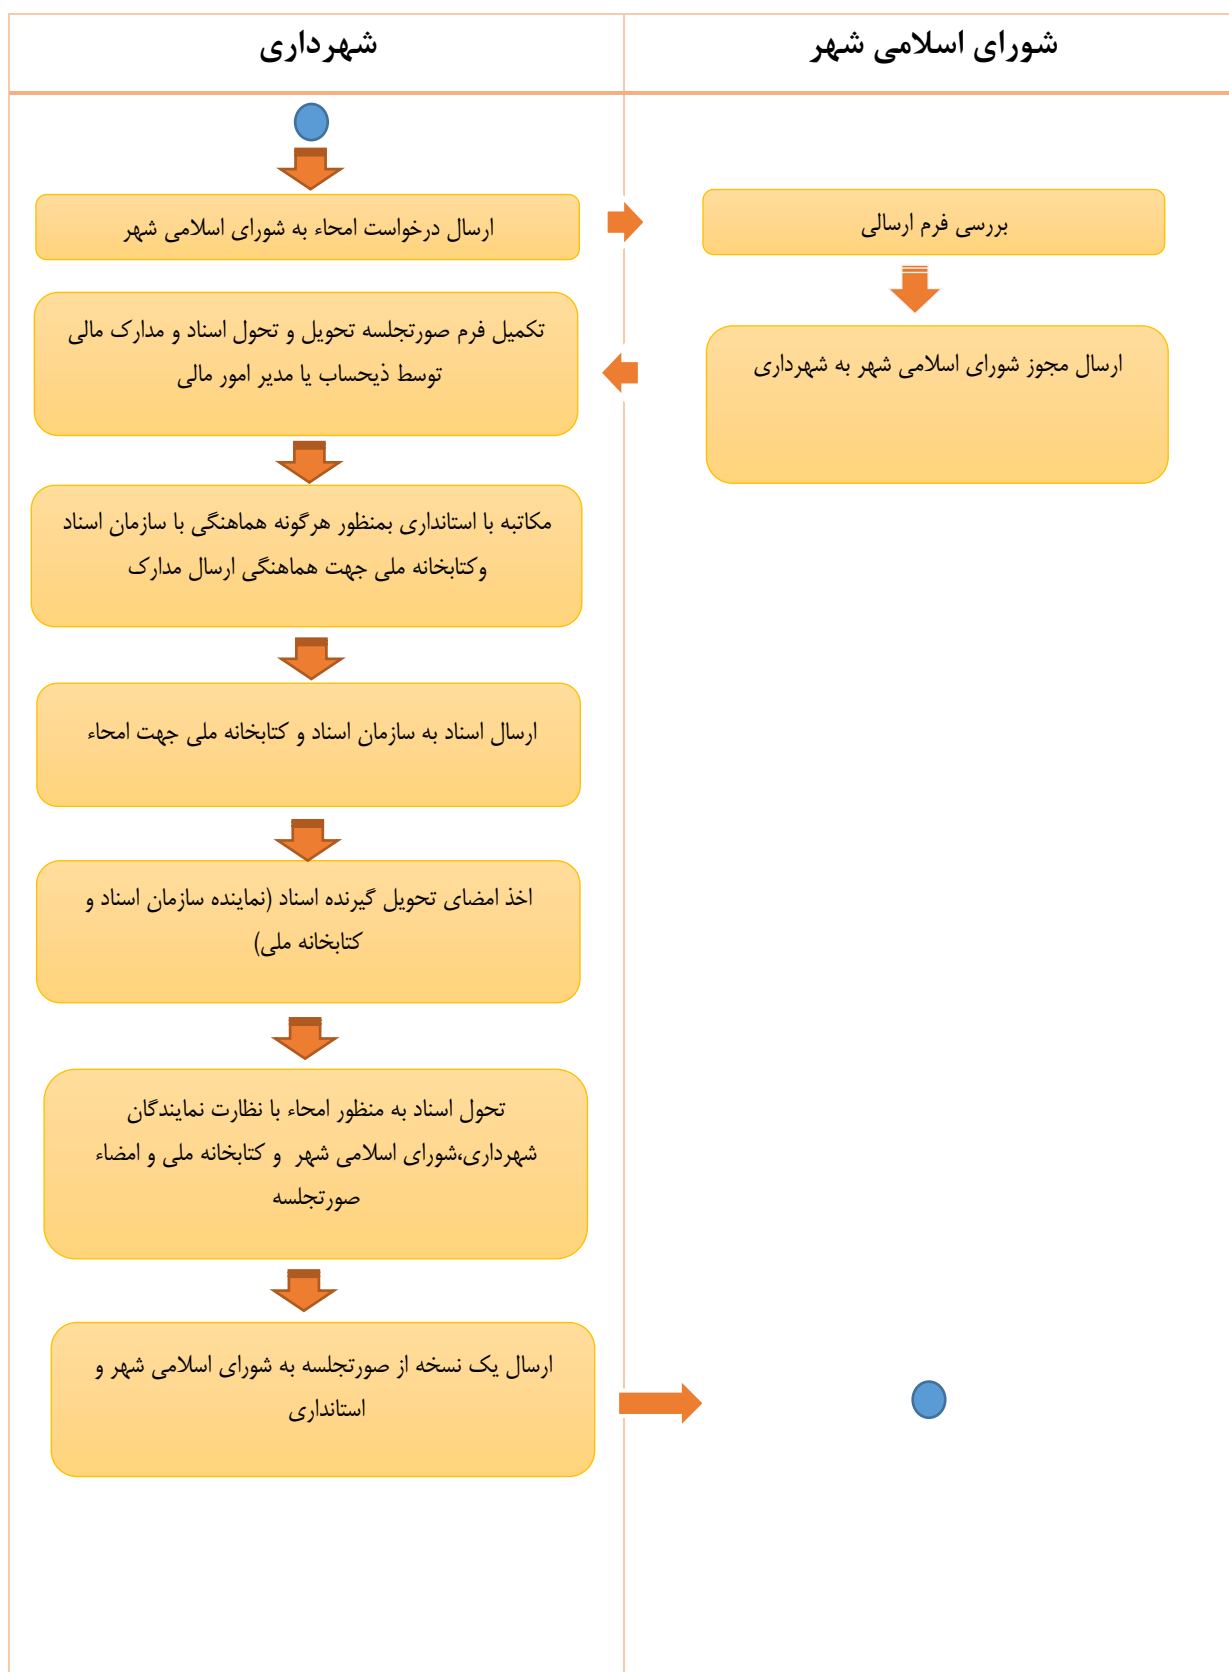 شورای اسلامی شهر
شهرداری
ارسال درخواست امحاء به شورای اسلامی شهر
بررسی فرم ارسالی
ارسال مجوز شورای اسلامی شهر به شهرداری
تکمیل فرم صورتجلسه تحویل و تحول اسناد و مدارک مالی
توسط ذیحساب یا مدیر امور مالی
مکاتبه با استانداری بمنظور هرگونه هماهنگی با سازمان اسناد
وکتابخانه ملی جهت هماهنگی ارسال مدارک
ارسال اسناد به سازمان اسناد و کتابخانه ملی جهت امحاء
اخذ امضای تحویل گیرنده اسناد (نماینده سازمان اسناد و
کتابخانه ملی)
تحول اسناد به منظور امحاء با نظارت نمایندگان
شهرداری،شورای اسلامی شهر و کتابخانه ملی و امضاء
صورتجلسه
ارسال یک نسخه از صورتجلسه به شورای اسلامی شهر و
استانداری